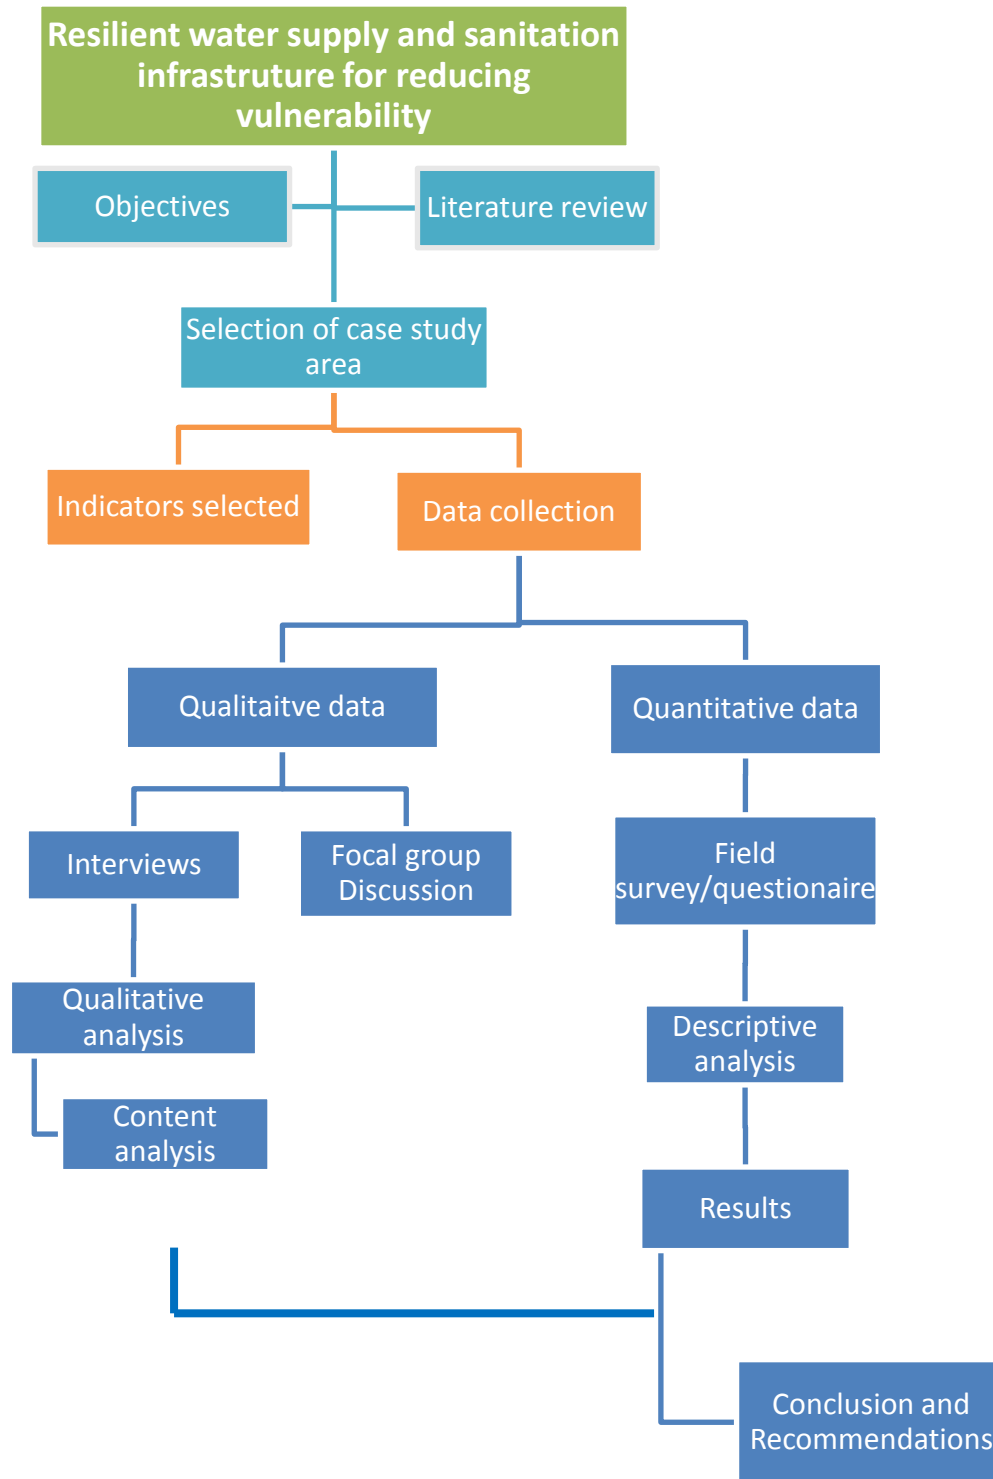 Resilient water supply and sanitation
infrastruture for reducing
vulnerability
Objectives
Literature review
Selection of case study
area
Indicators selected
Data collection
Qualitaitve data
Quantitative data
Interviews
Focal group
Discussion
Field
survey/questionaire
Qualitative
analysis
Descriptive
analysis
Content
analysis
Results
Conclusion and
Recommendations